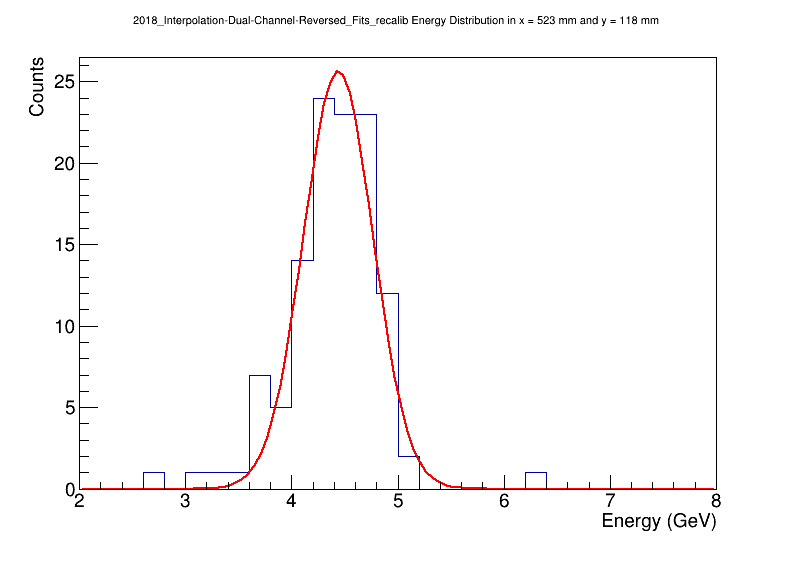 2018_Interpolation-Dual-Channel-Reversed_Fits_recalib Energy Distribution in x = 523 mm and y = 118 mm
Counts
25
20
15
10
5
0
2 3 4 5 6 7 8
Energy (GeV)